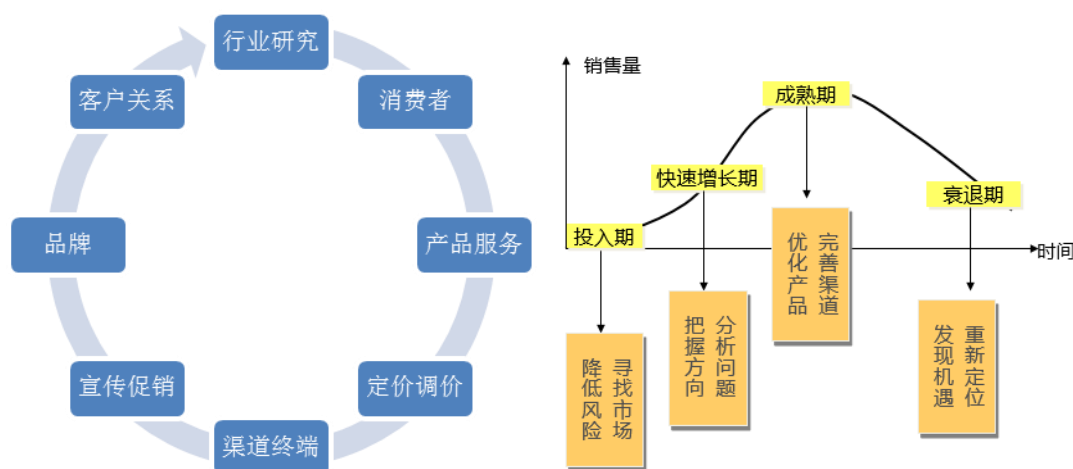 行业研究
消费者
产品服务
定价调价
渠道终端
宣传促销
品牌
客户关系
销售量
成熟期
快速增长期
衰退期
投入期
时间
寻找市场
降低风险
分析问题
把握方向
完善渠道
优化产品
重新定位
发现机遇